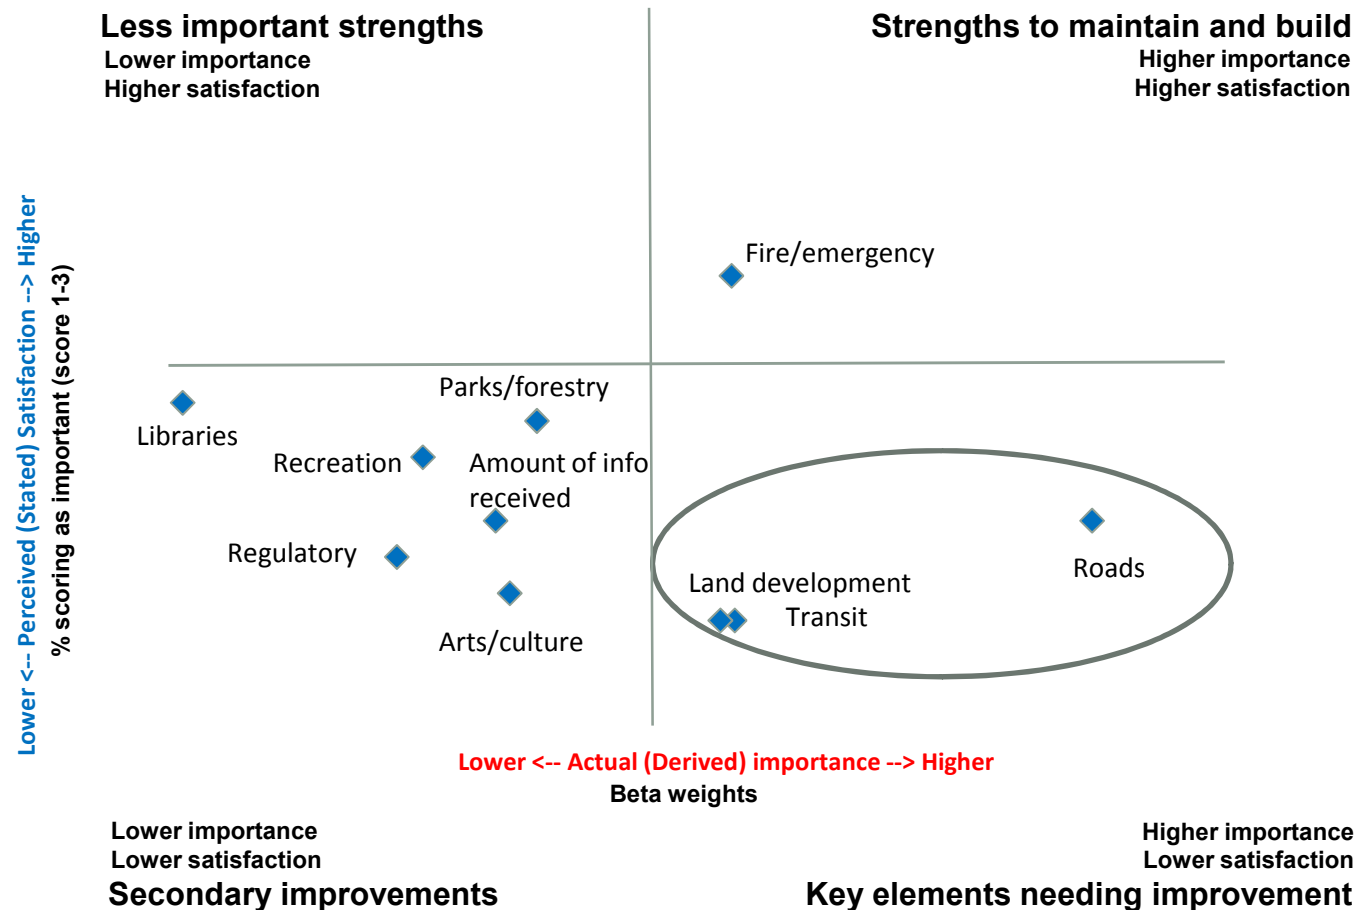 Less important strengths
Lower importance
Higher satisfaction
Strengths to maintain and build
Higher importance
Higher satisfaction
Lower <-- Perceived (Stated) Satisfaction --> Higher
% scoring as important (score 1-3)
Fire/emergency
Parks/forestry
Libraries
Recreation
Amount of info
received
Regulatory
Arts/culture
Land development
Transit
Roads
Lower <-- Actual (Derived) importance --> Higher
Beta weights
Lower importance
Lower satisfaction
Secondary improvements
Higher importance
Lower satisfaction
Key elements needing improvement